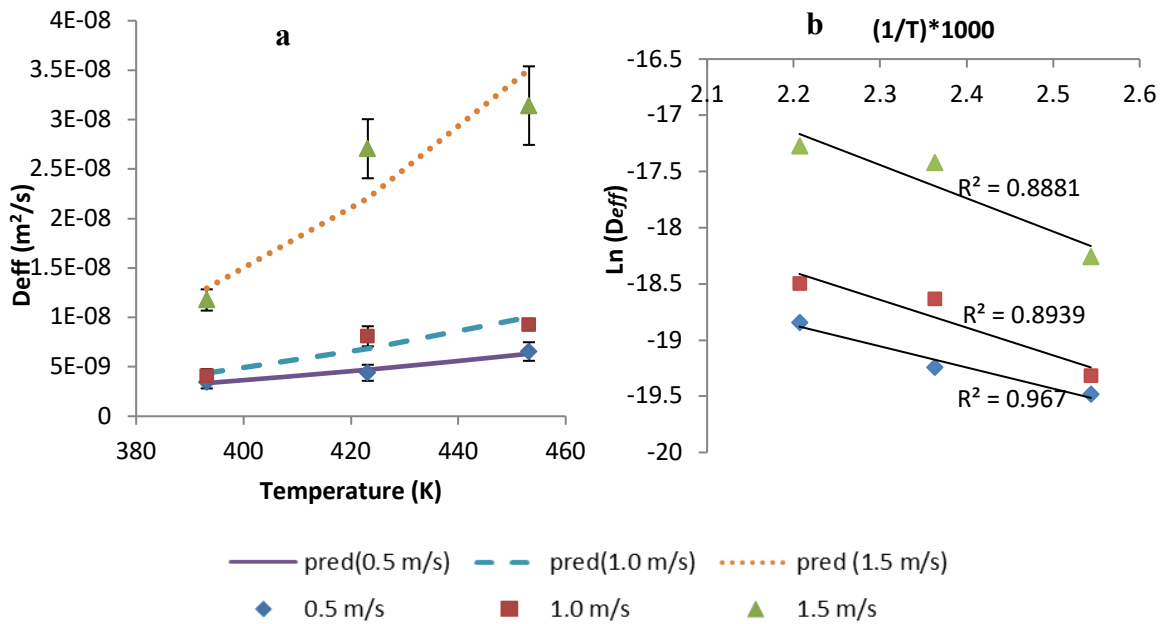 a
Deff (m²/s)
4E-08
3.5E-08
3E-08
2.5E-08
2E-08
1.5E-08
1E-08
5E-09
0
380 400 420 440 460
Temperature (K)
b
(1/T)*1000
Ln (Deff)
-16.5
2.1 2.2 2.3 2.4 2.5 2.6
-17
-17.5
-18
-18.5
-19
-19.5
-20
R² = 0.8881
R² = 0.8939
R² = 0.967
pred(0.5 m/s) pred(1.0 m/s) pred (1.5 m/s)
0.5 m/s 1.0 m/s 1.5 m/s